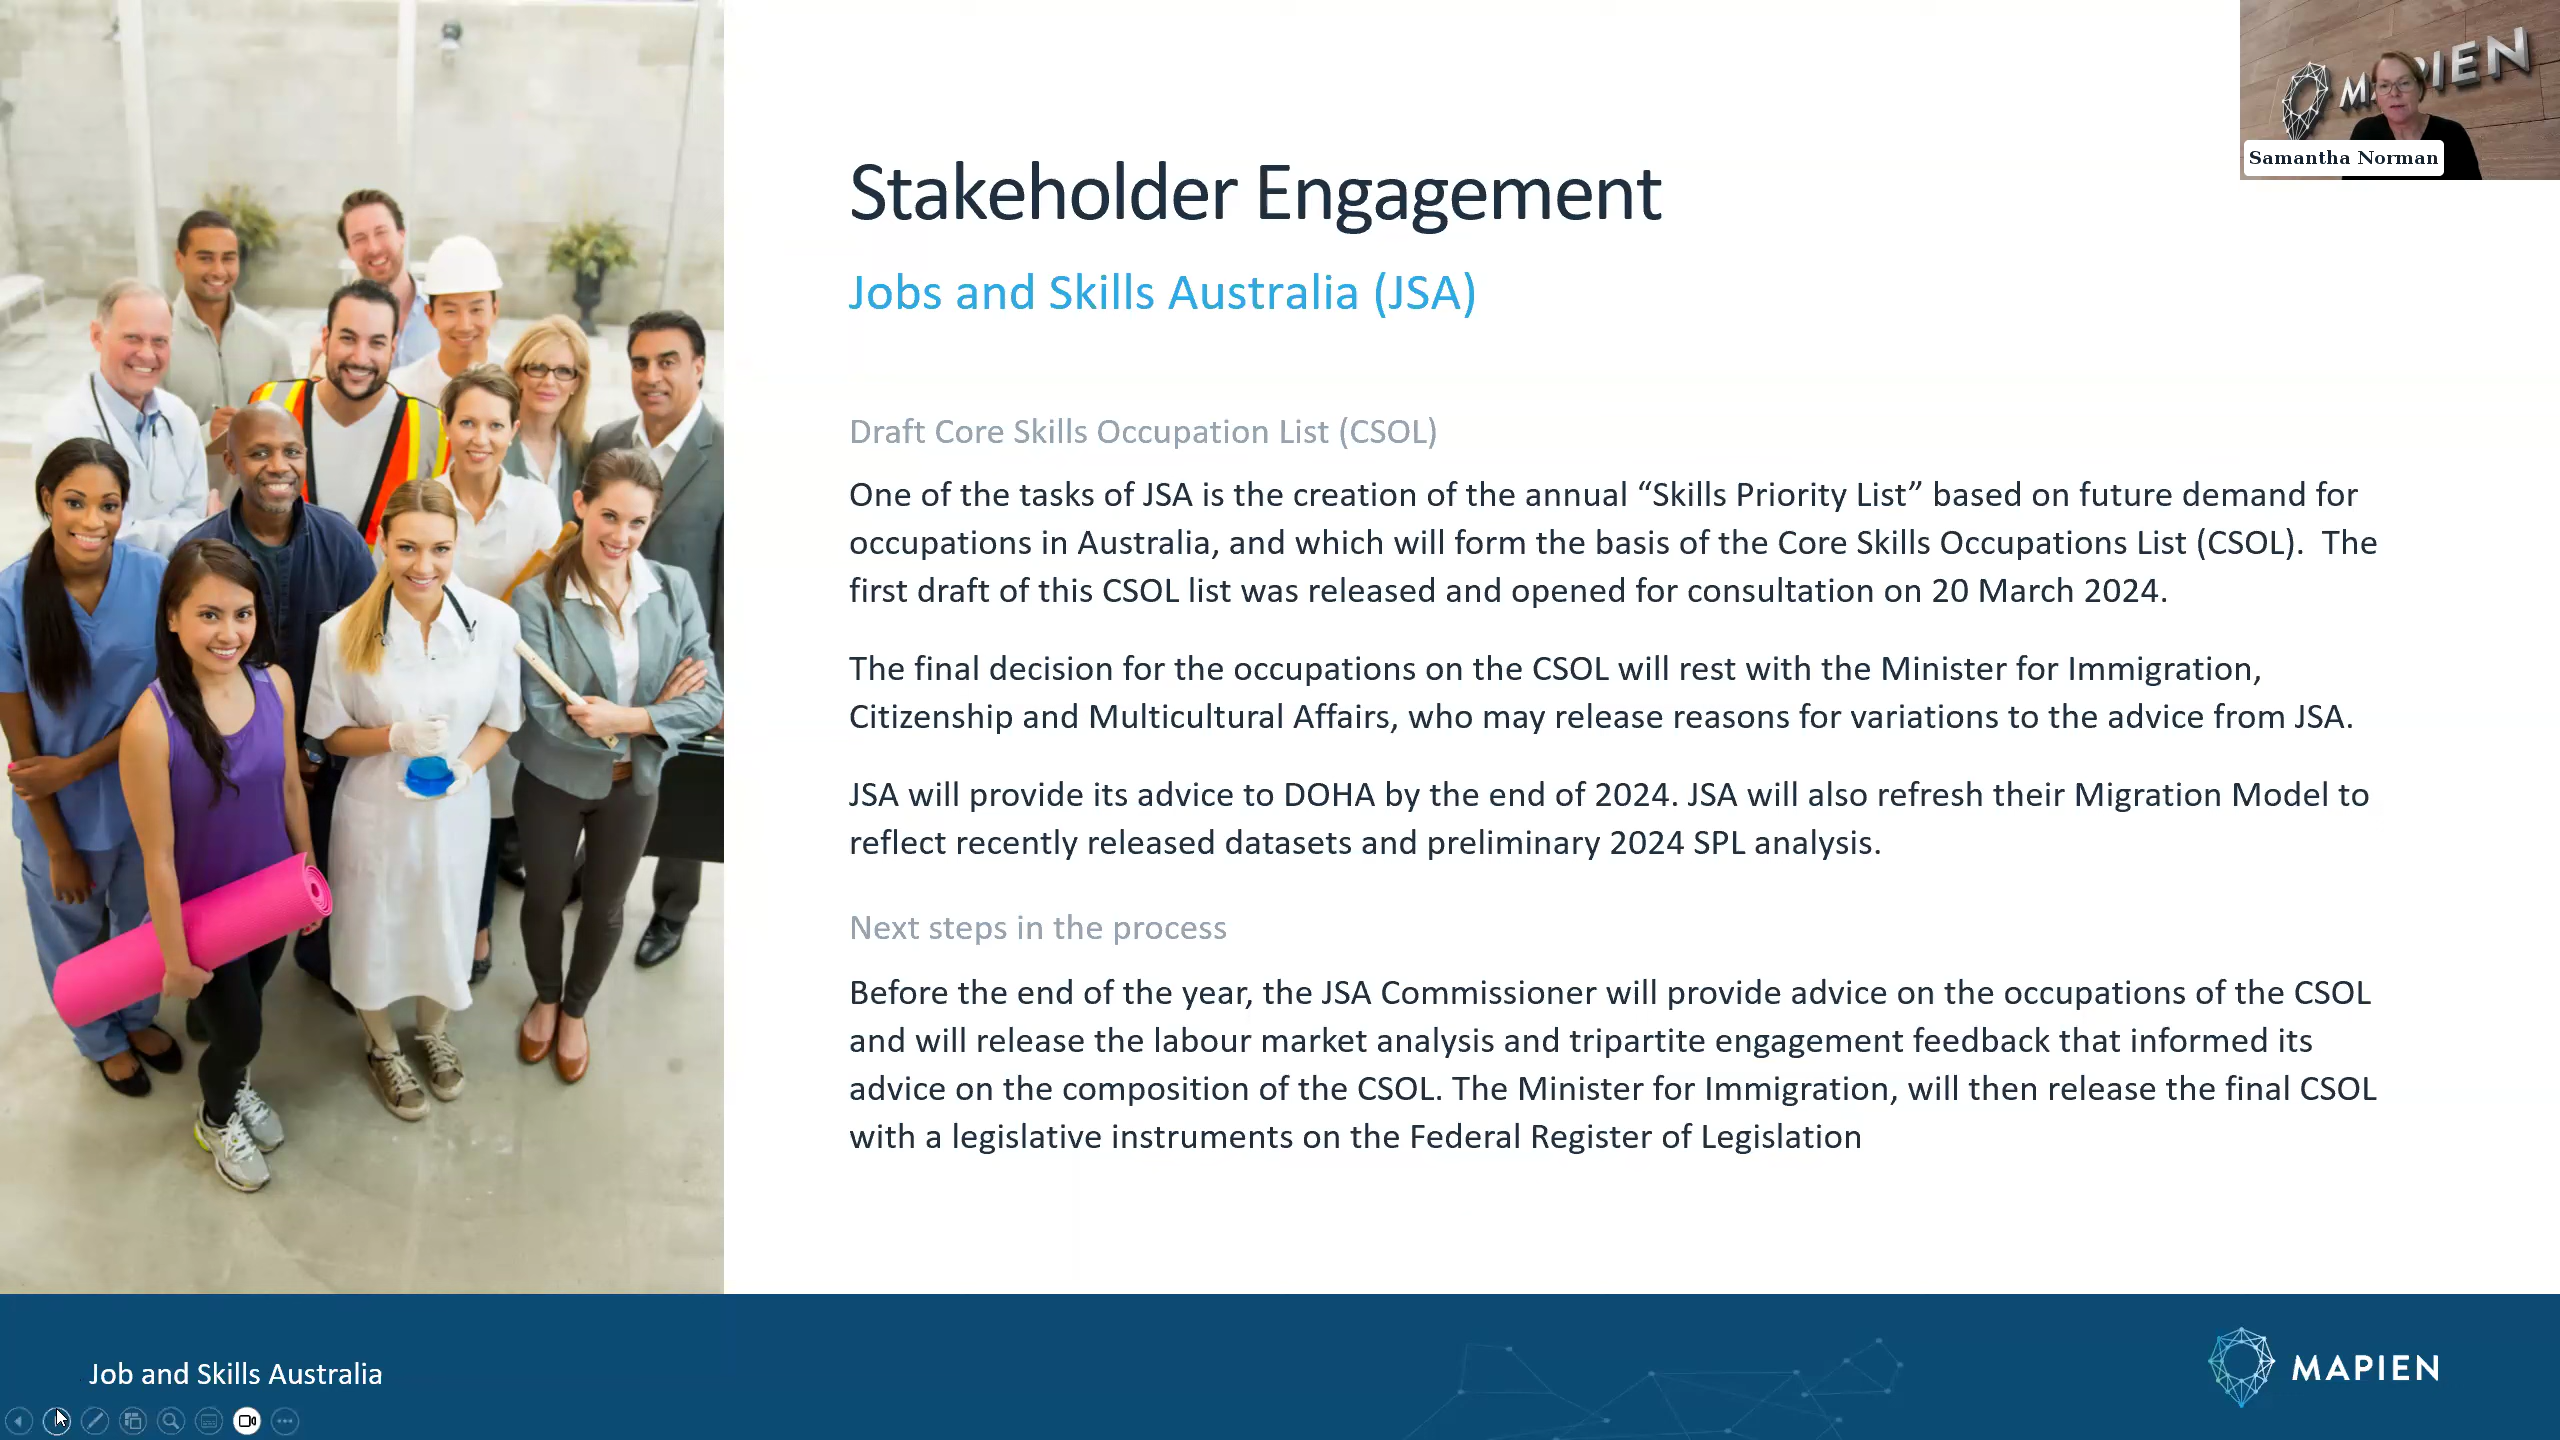 MAPIEN
Samantha Norman
Stakeholder Engagement
Jobs and Skills Australia (JSA)
Draft Core Skills Occupation List (CSOL)
One of the tasks of JSA is the creation of the annual “Skills Priority List” based on future demand for
occupations in Australia, and which will form the basis of the Core Skills Occupations List (CSOL).  The
first draft of this CSOL list was released and opened for consultation on 20 March 2024.
The final decision for the occupations on the CSOL will rest with the Minister for Immigration,
Citizenship and Multicultural Affairs, who may release reasons for variations to the advice from JSA.
JSA will provide its advice to DOHA by the end of 2024. JSA will also refresh their Migration Model to
reflect recently released datasets and preliminary 2024 SPL analysis.
Next steps in the process
Before the end of the year, the JSA Commissioner will provide advice on the occupations of the CSOL
and will release the labour market analysis and tripartite engagement feedback that informed its
advice on the composition of the CSOL. The Minister for Immigration, will then release the final CSOL
with a legislative instruments on the Federal Register of Legislation
Job and Skills Australia
MAPIEN